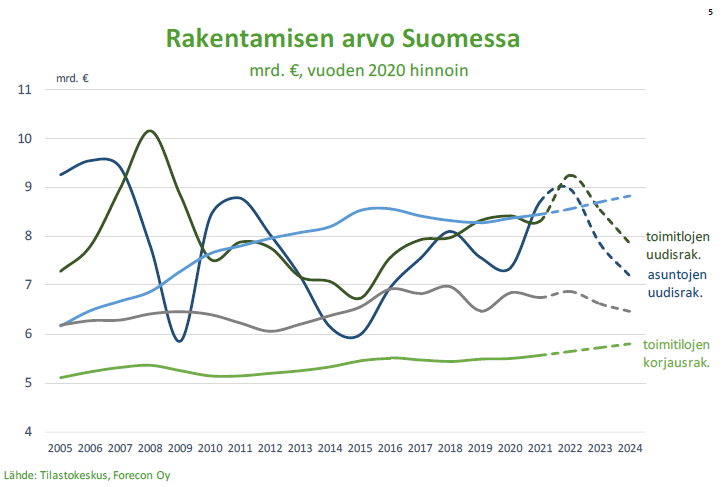 5
Rakentamisen arvo Suomessa
mrd. €, vuoden 2020 hinnoin
mrd. €
11
10
9
8
7
6
5
4
2005 2006 2007 2008 2009 2010 2011 2012 2013 2014 2015 2016 2017 2018 2019 2020 2021 2022 2023 2024
toimitlojen
uudisrak.
asuntojen
uudisrak.
toimitilojen
korjausrak.
Lähde: Tilastokeskus, Forecon Oy